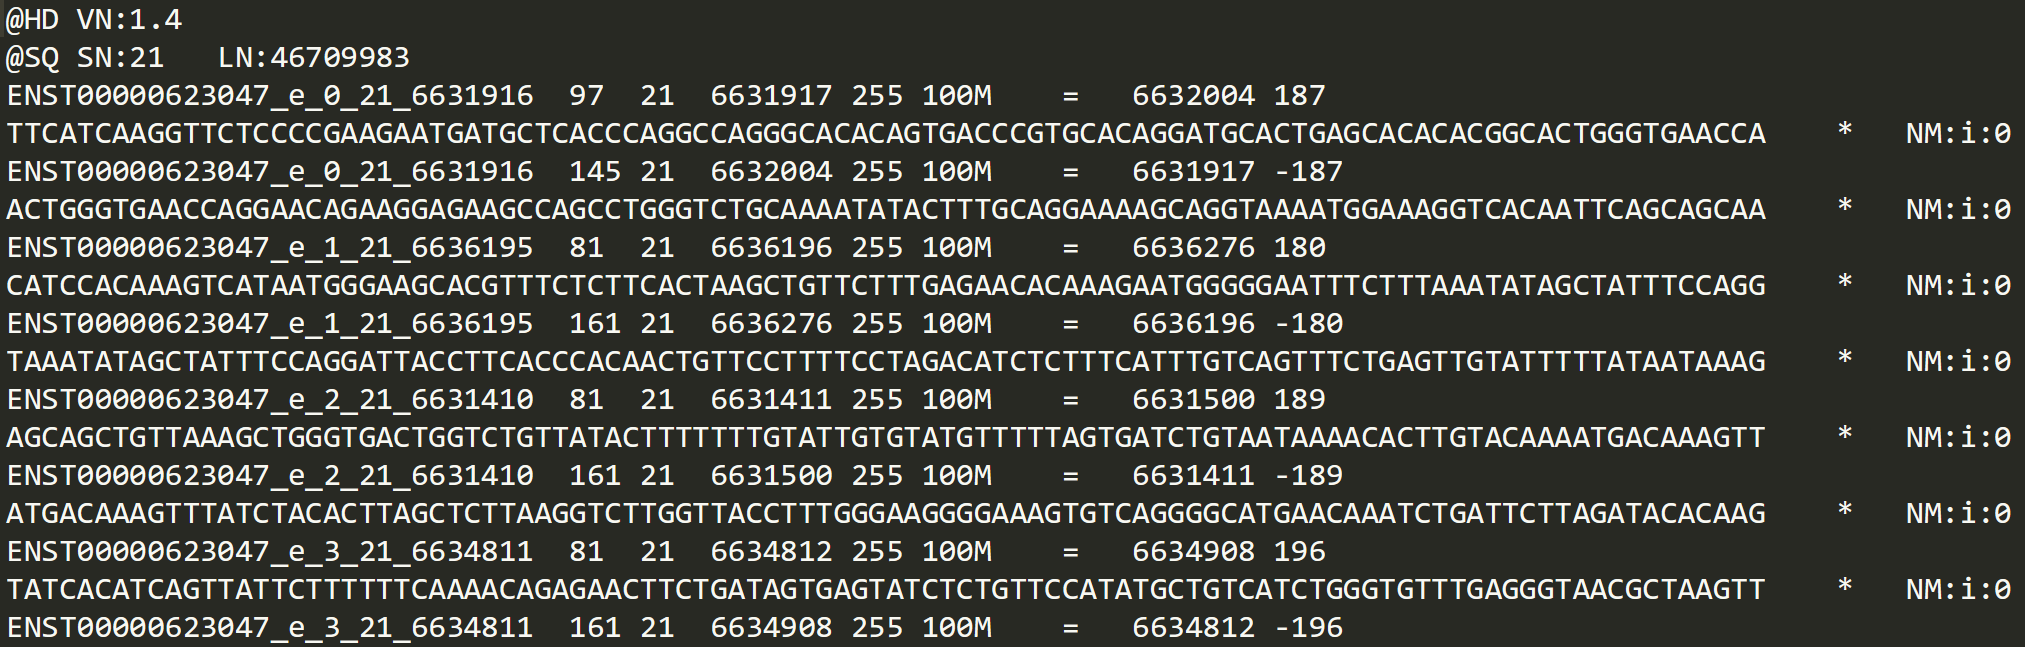 @HD VN:1.4
@SQ SN:21 LN:46709983
ENST00000623047_e_0_21_6631916 97 21 6631917 255 100M = 6632004 187
TTCATCAAGGTTCTCCCCGAAGAATGATGCTCACCCAGGCCAGGGCACACAGTGACCCGTGCACAGGATGCACTGAGCACACACGGCACTGGGTGAACCA * NM:i:0
ENST00000623047_e_0_21_6631916 145 21 6632004 255 100M = 6631917 -187
ACTGGGTGAACCAGGAACAGAAGGAGAAGCCAGCCTGGGTCTGCAAAATATACTTTGCAGGAAAAGCAGGTAAAATGGAAAGGTCACAATTCAGCAGCAA * NM:i:0
ENST00000623047_e_1_21_6636195 81 21 6636196 255 100M = 6636276 180
CATCCACAAAGTCATAATGGGAAGCACGTTTCTCTTCACTAAGCTGTTCTTTGAGAACACAAAGAATGGGGGAATTTCTTTAAATATAGCTATTTCCAGG * NM:i:0
ENST00000623047_e_1_21_6636195 161 21 6636276 255 100M = 6636196 -180
TAAATATAGCTATTTCCAGGATTACCTTCACCCACAACTGTTCCTTTTCCTAGACATCTCTTTCATTTGTCAGTTTCTGAGTTGTATTTTTATAATAAAG * NM:i:0
ENST00000623047_e_2_21_6631410 81 21 6631411 255 100M = 6631500 189
AGCAGCTGTTAAAGCTGGGTGACTGGTCTGTTATACTTTTTTTGTATTGTGTATGTTTTTAGTGATCTGTAATAAAACACTTGTACAAAATGACAAAGTT * NM:i:0
ENST00000623047_e_2_21_6631410 161 21 6631500 255 100M = 6631411 -189
ATGACAAAGTTTATCTACACTTAGCTCTTAAGGTCTTGGTTACCTTTGGGAAGGGGAAAGTGTCAGGGGCATGAACAAATCTGATTCTTAGATACACAAG * NM:i:0
ENST00000623047_e_3_21_6634811 81 21 6634812 255 100M = 6634908 196
TATCACATCAGTTATTCTTTTTTCAAAACAGAGAACTTCTGATAGTGAGTATCTCTGTTCCATATGCTGTCATCTGGGTGTTTGAGGGTAACGCTAAGTT * NM:i:0
ENST00000623047_e_3_21_6634811 161 21 6634908 255 100M = 6634812 -196